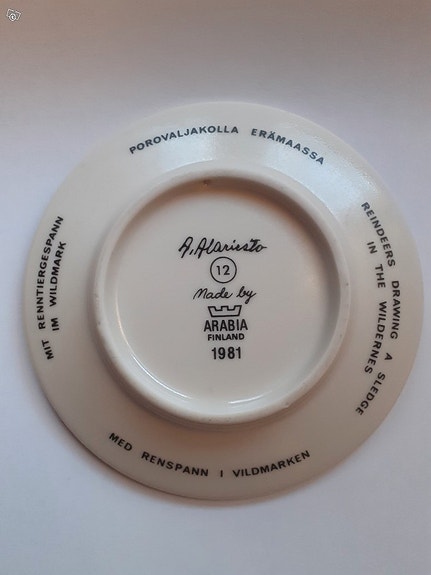 POROVALJAKOLLA ERÄMAASSA
REINDEERS DRAWING A SLEDGE
IN THE WILDERNES
MED RENSPANN I VILDMARKEN
MIT RENNTIERGESPANN
IM WILDMARK
A. Alariesto
12
Made by
ARABIA
FINLAND
1981